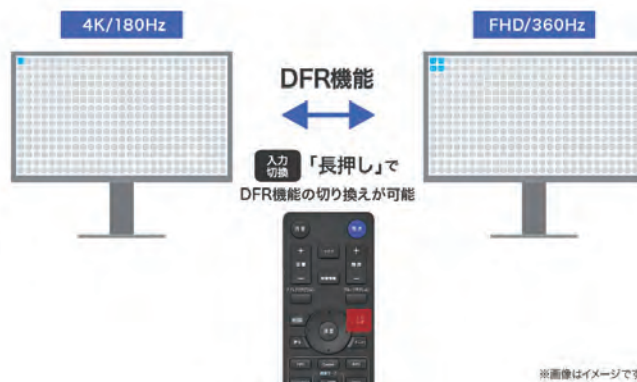 4K/180Hz
FHD/360Hz
DFR機能
入力
切換
「長押し」で
DFR機能の切り換えが可能
※画像はイメージです